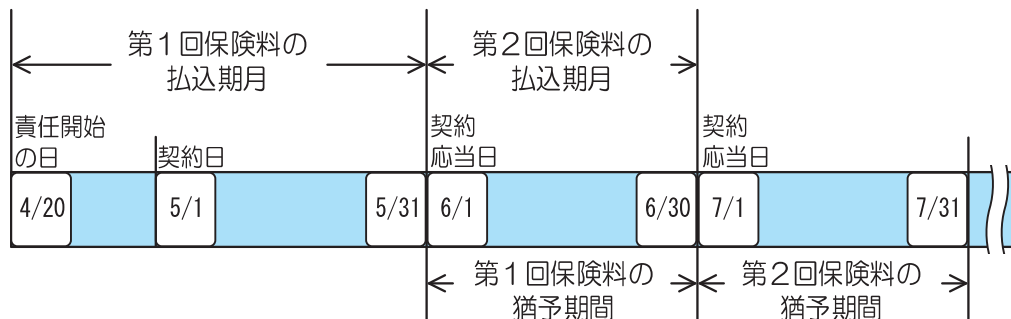 第１回保険料の
払込期月
第２回保険料の
払込期月
責任開始
の日
契約日
契約
応当日
契約
応当日
4/20
5/1
5/31
6/1
6/30
7/1
7/31
第１回保険料の
猶予期間
第２回保険料の
猶予期間